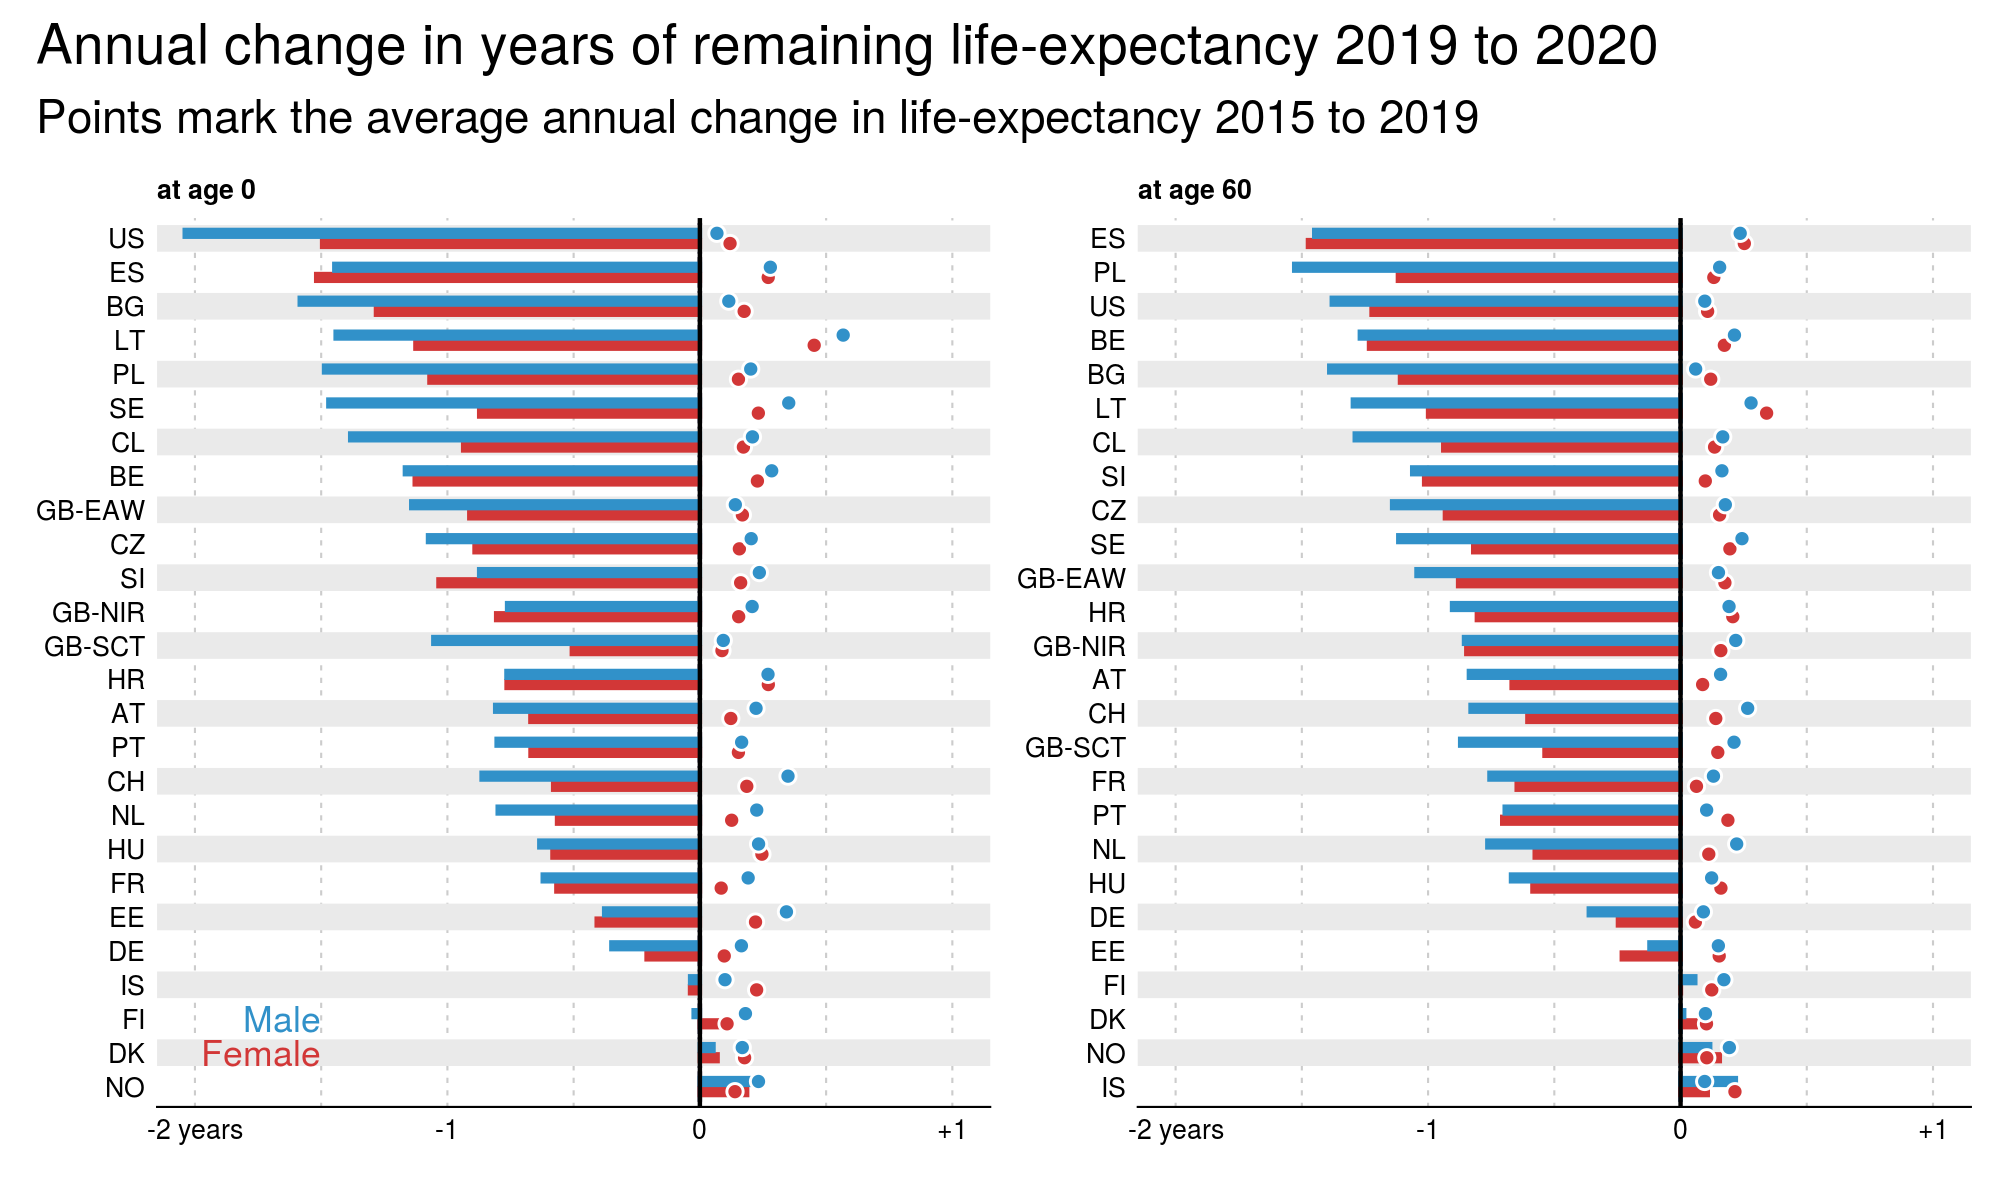 Annual change in years of remaining life-expectancy 2019 to 2020
Points mark the average annual change in life-expectancy 2015 to 2019
at age 0
US
ES
BG
LT
PL
SE
CL
BE
GB-EAW
CZ
SI
GB-NIR
GB-SCT
HR
AT
PT
CH
NL
HU
FR
EE
DE
IS
FI
DK
NO
Male
Female
-2 years
-1
0
+1
at age 60
ES
PL
US
BE
BG
LT
CL
SI
CZ
SE
GB-EAW
HR
GB-NIR
AT
CH
GB-SCT
FR
PT
NL
HU
DE
EE
FI
DK
NO
IS
-2 years
-1
0
+1